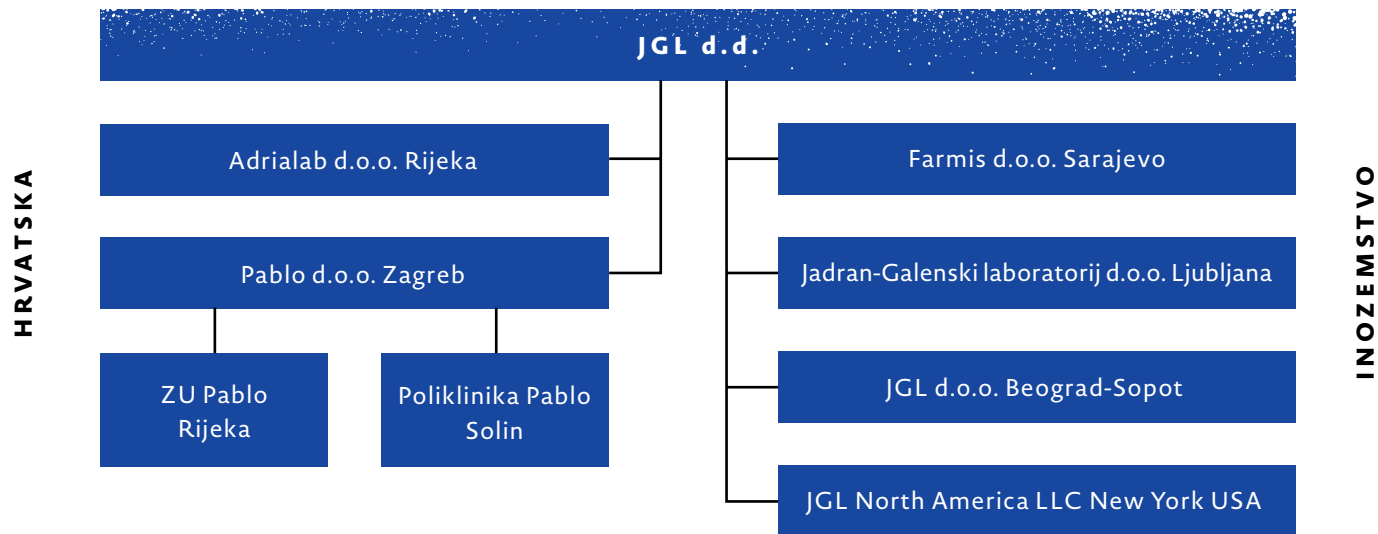 JGL d.d.
HRVATSKA
Adrialab d.o.o. Rijeka
Pablo d.o.o. Zagreb
ZU Pablo
Rijeka
Poliklinika Pablo
Solin
INOZEMSTVO
Farmis d.o.o. Sarajevo
Jadran-Galenski laboratorij d.o.o. Ljubljana
JGL d.o.o. Beograd-Sopot
JGL North America LLC New York USA